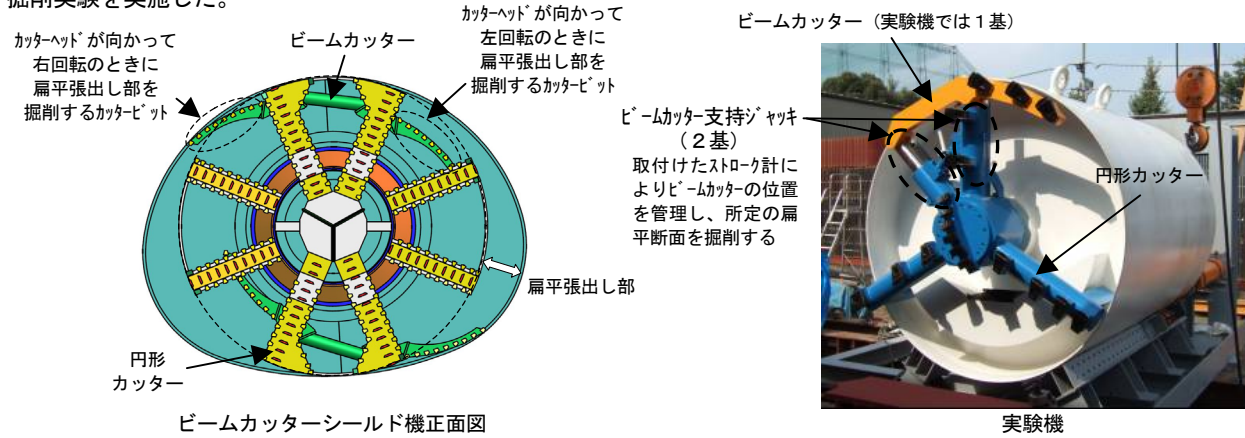 掘削実験を実施した。
ｶｯﾀｰﾍｯﾄﾞが向かって
右回転のときに
扁平張出し部を
掘削するｶｯﾀｰﾋﾞｯﾄ
ビームカッター
ｶｯﾀｰﾍｯﾄﾞが向かって
左回転のときに
扁平張出し部を
掘削するｶｯﾀｰﾋﾞｯﾄ
扁平張出し部
円形
カッター
ビームカッターシールド機正面図
ビームカッター（実験機では１基）
ﾋﾞｰﾑカッター支持ｼﾞｬｯｷ
（２基）
取付けたｽﾄﾛｰｸ計に
よりﾋﾞｰﾑｶｯﾀｰの位置
を管理し、所定の扁
平断面を掘削する
円形カッター
実験機